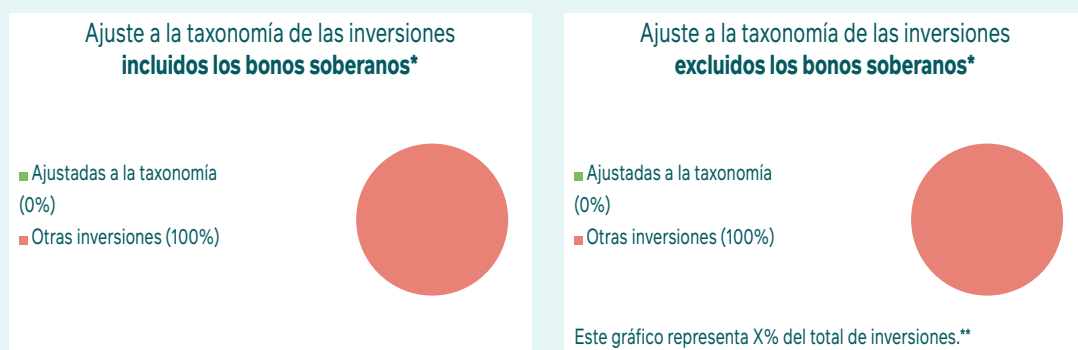 Ajuste a la taxonomía de las inversiones
incluidos los bonos soberanos*
Ajustadas a la taxonomía
(0%)
Otras inversiones (100%)
Ajuste a la taxonomía de las inversiones
excluidos los bonos soberanos*
Ajustadas a la taxonomía
(0%)
Otras inversiones (100%)
Este gráfico representa X% del total de inversiones.**